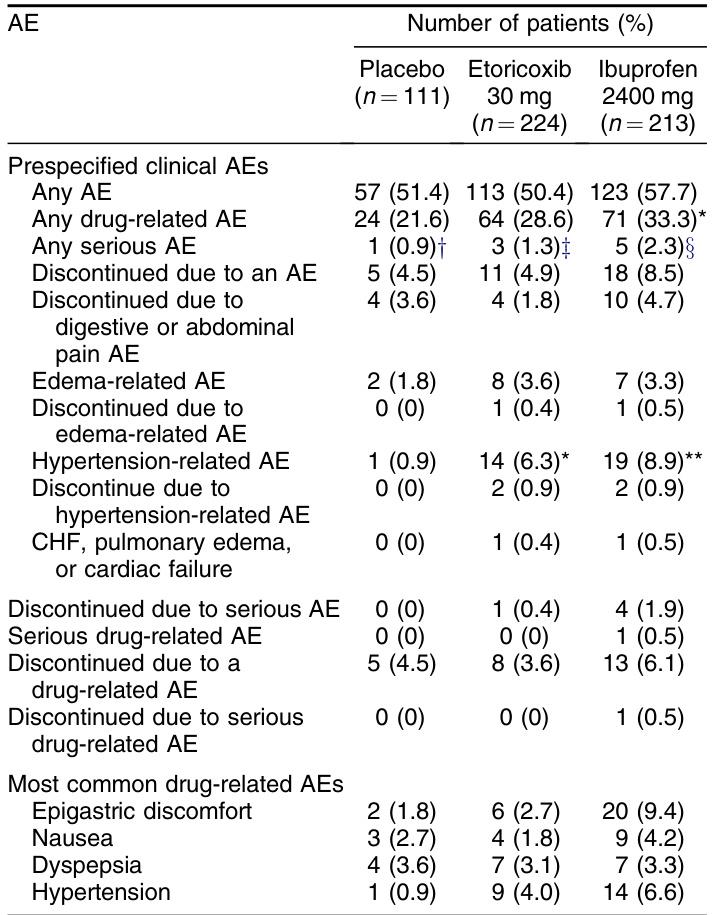 AE Number of patients (%)
Placebo Etoricoxib Ibuprofen
(n = 111) 30 mg 2400 mg
(n = 224) (n = 213)
Prespecified clinical AEs
Any AE 57 (51.4) 113 (50.4) 123 (57.7)
Any drug-related AE 24 (21.6) 64 (28.6) 71 (33.3)*
Any serious AE 1 (0.9)† 3 (1.3)‡ 5 (2.3)§
Discontinued due to an AE 5 (4.5) 11 (4.9) 18 (8.5)
Discontinued due to 4 (3.6) 4 (1.8) 10 (4.7)
digestive or abdominal
pain AE
Edema-related AE 2 (1.8) 8 (3.6) 7 (3.3)
Discontinued due to 0 (0) 1 (0.4) 1 (0.5)
edema-related AE
Hypertension-related AE 1 (0.9) 14 (6.3)* 19 (8.9)**
Discontinue due to 0 (0) 2 (0.9) 2 (0.9)
hypertension-related AE
CHF, pulmonary edema, 0 (0) 1 (0.4) 1 (0.5)
or cardiac failure
Discontinued due to serious AE 0 (0) 1 (0.4) 4 (1.9)
Serious drug-related AE 0 (0) 0 (0) 1 (0.5)
Discontinued due to a 5 (4.5) 8 (3.6) 13 (6.1)
drug-related AE
Discontinued due to serious 0 (0) 0 (0) 1 (0.5)
drug-related AE
Most common drug-related AEs
Epigastric discomfort 2 (1.8) 6 (2.7) 20 (9.4)
Nausea 3 (2.7) 4 (1.8) 9 (4.2)
Dyspepsia 4 (3.6) 7 (3.1) 7 (3.3)
Hypertension 1 (0.9) 9 (4.0) 14 (6.6)